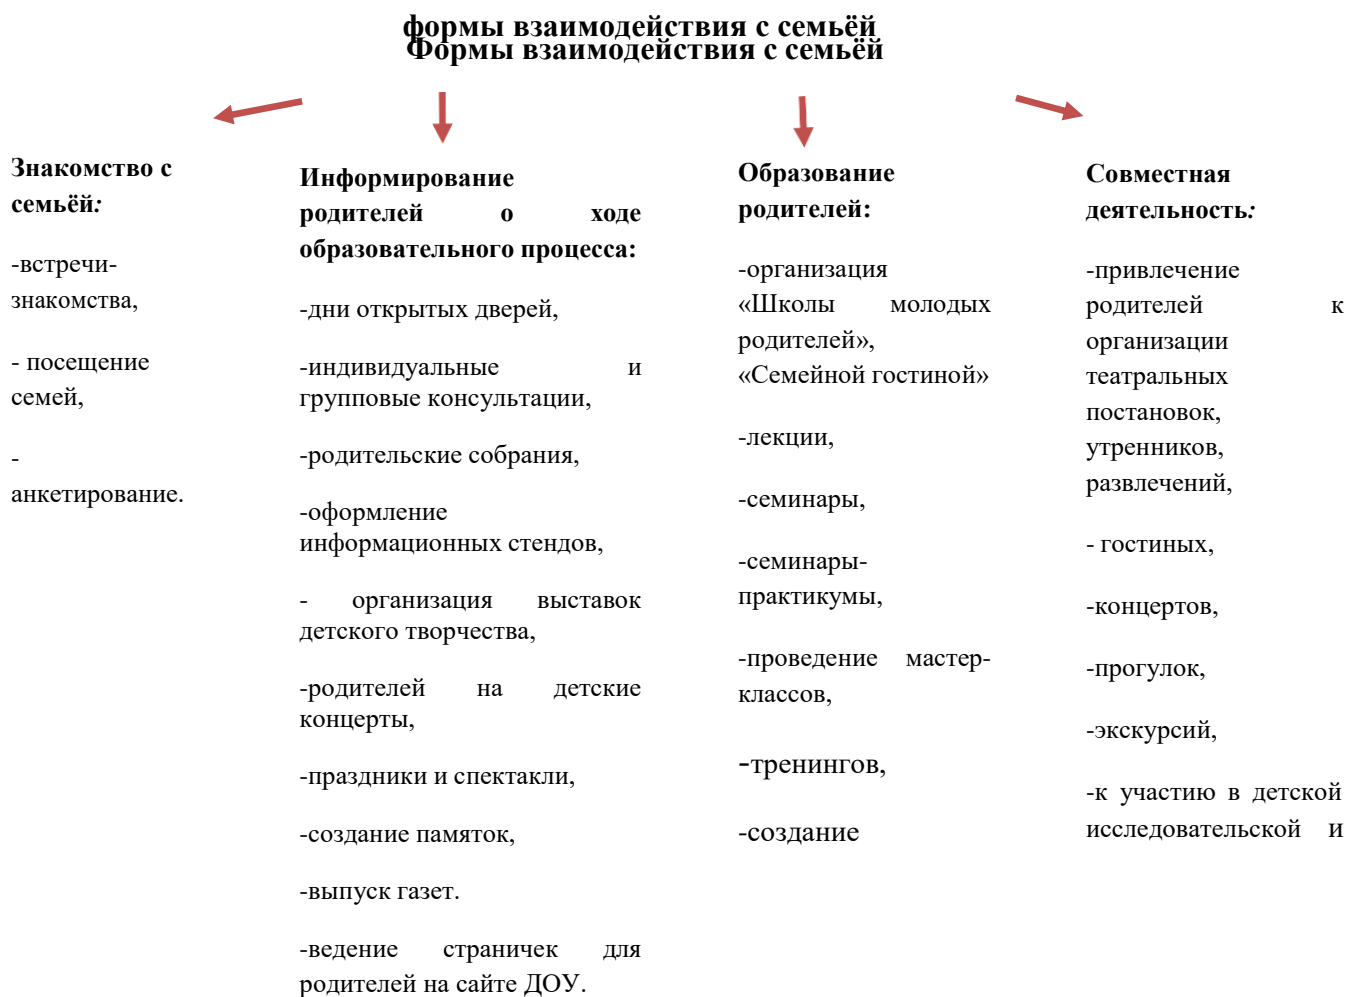 формы взаимодействия с семьёй
Формы взаимодействия с семьёй
Знакомство с
семьёй:
-встречи-
знакомства,
- посещение
семей,
-
анкетирование.
Информирование
родителей о ходе
образовательного процесса:
-дни открытых дверей,
-индивидуальные и
групповые консультации,
-родительские собрания,
-оформление
информационных стендов,
- организация выставок
детского творчества,
-родителей на детские
концерты,
-праздники и спектакли,
-создание памяток,
-выпуск газет.
-ведение страничек для
родителей на сайте ДОУ.
Образование
родителей:
-организация
«Школы молодых
родителей»,
«Семейной гостиной»
-лекции,
-семинары,
-семинары-
практикумы,
-проведение мастер-
классов,
-тренингов,
-создание
Совместная
деятельность:
-привлечение
родителей к
организации
театральных
постановок,
утренников,
развлечений,
- гостиных,
-концертов,
-прогулок,
-экскурсий,
-к участию в детской
исследовательской и